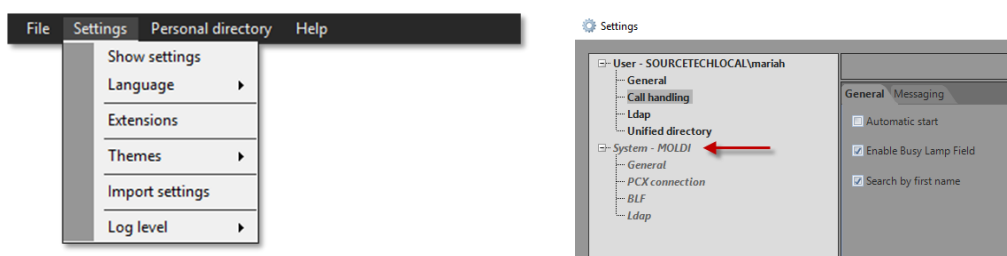 File Settings Personal directory Help
Show settings
Language
Extensions
Themes
Import settings
Log level
Settings
User - SOURCETECHLOCAL\mariah
General
Call handling
Ldap
Unified directory
System - MOLDI
General
PCX connection
BLF
Ldap
General Messaging
Automatic start
Enable Busy Lamp Field
Search by first name